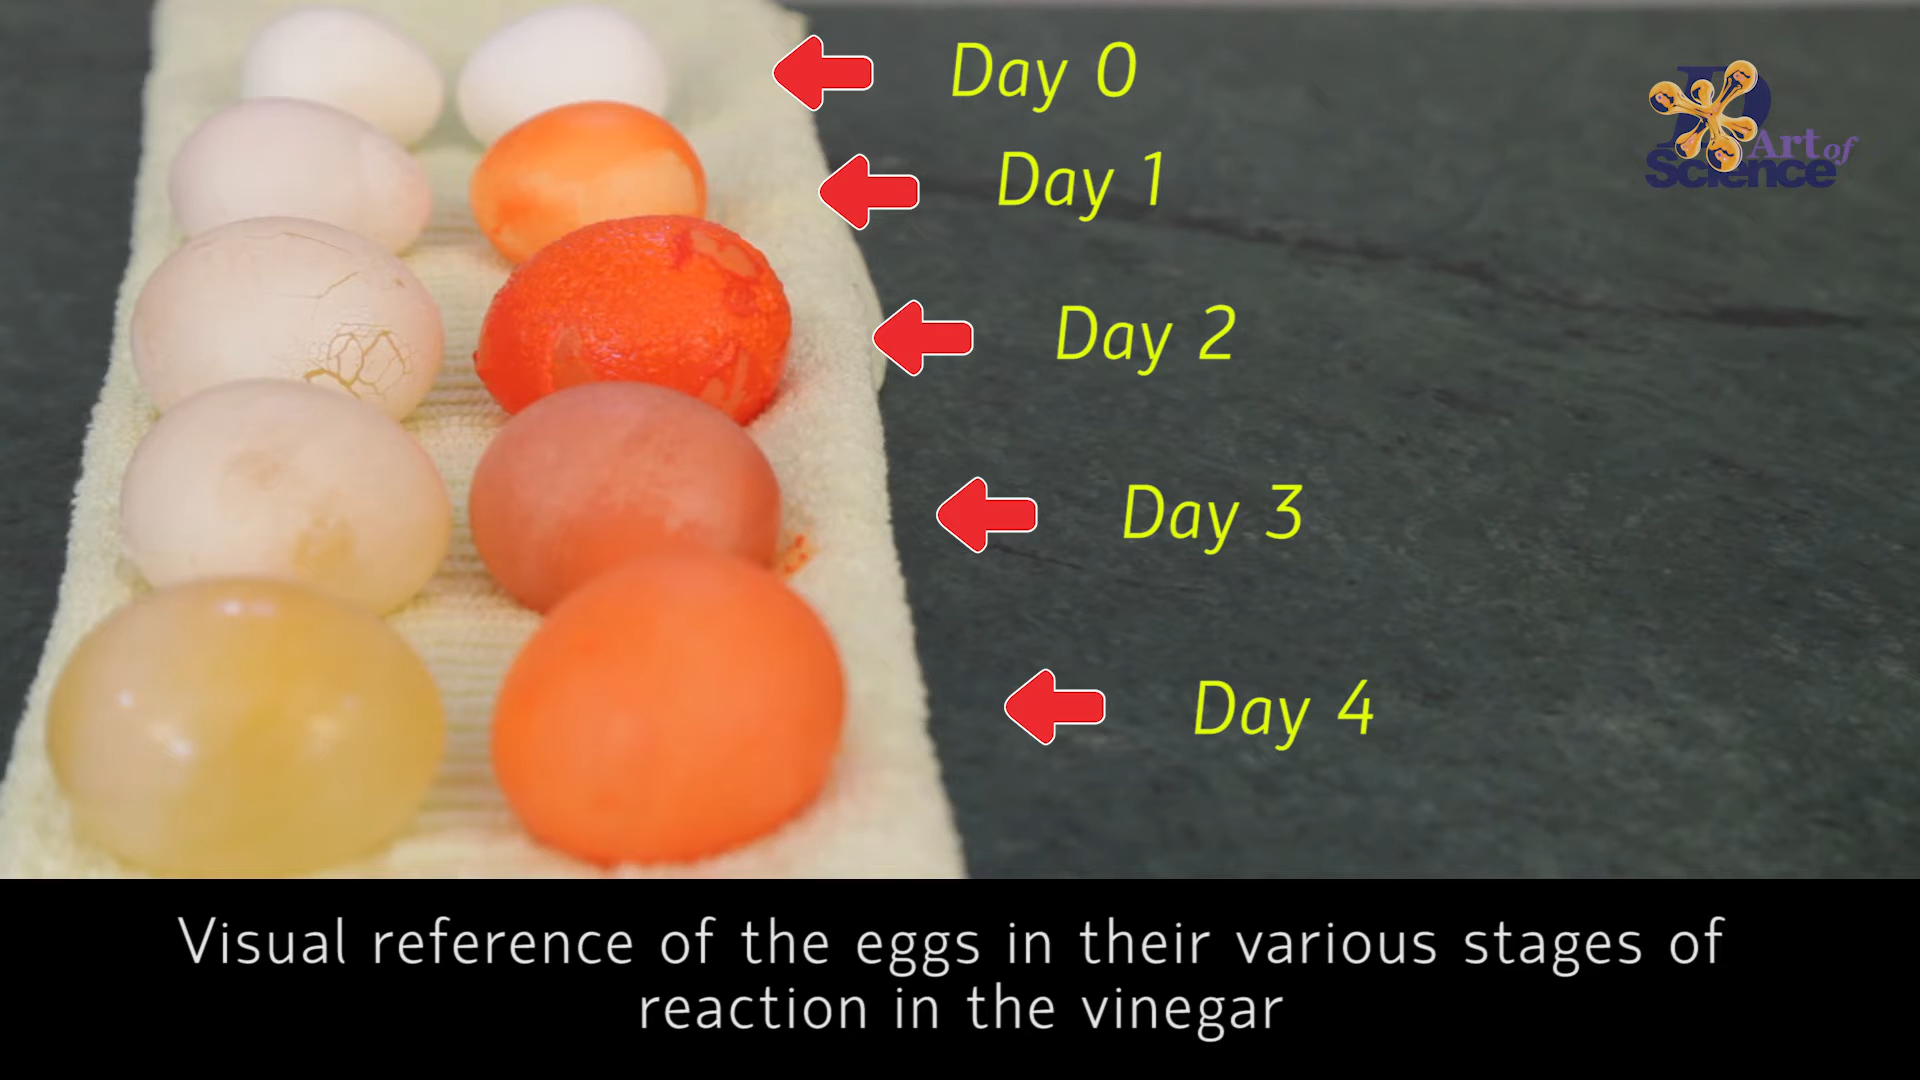 Day 0
Art of
Science
Day 1
Day 2
Day 3
Day 4
Visual reference of the eggs in their various stages of
reaction in the vinegar